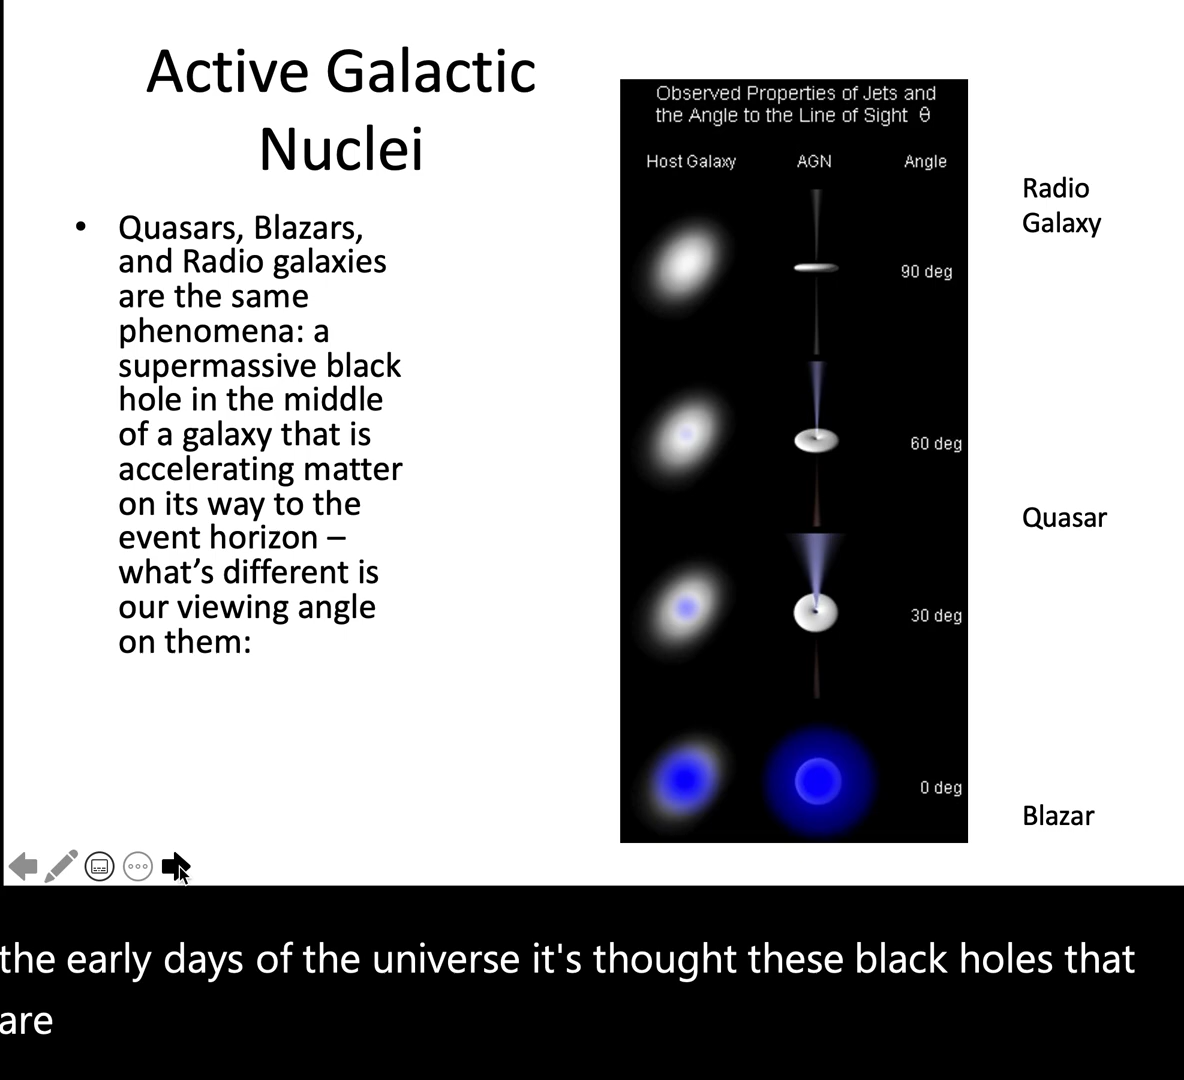 Active Galactic
Nuclei
• Quasars, Blazars,
and Radio galaxies
are the same
phenomena: a
supermassive black
hole in the middle
of a galaxy that is
accelerating matter
on its way to the
event horizon –
what’s different is
our viewing angle
on them:
Observed Properties of Jets and
the Angle to the Line of Sight θ
Host Galaxy AGN Angle
90 deg
60 deg
30 deg
0 deg
Radio
Galaxy
Quasar
Blazar
the early days of the universe it's thought these black holes that
are